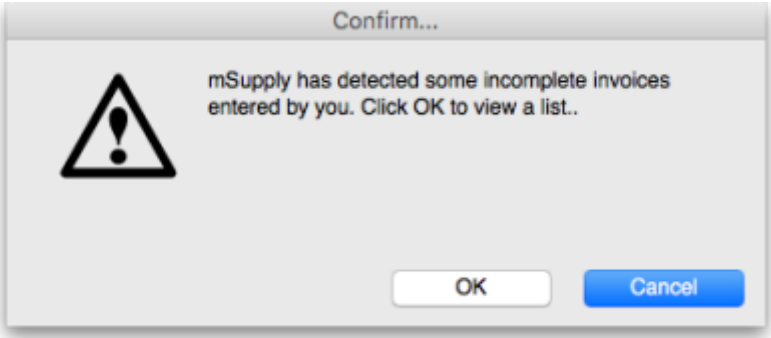 Confirm...
mSupply has detected some incomplete invoices
entered by you. Click OK to view a list..
OK
Cancel